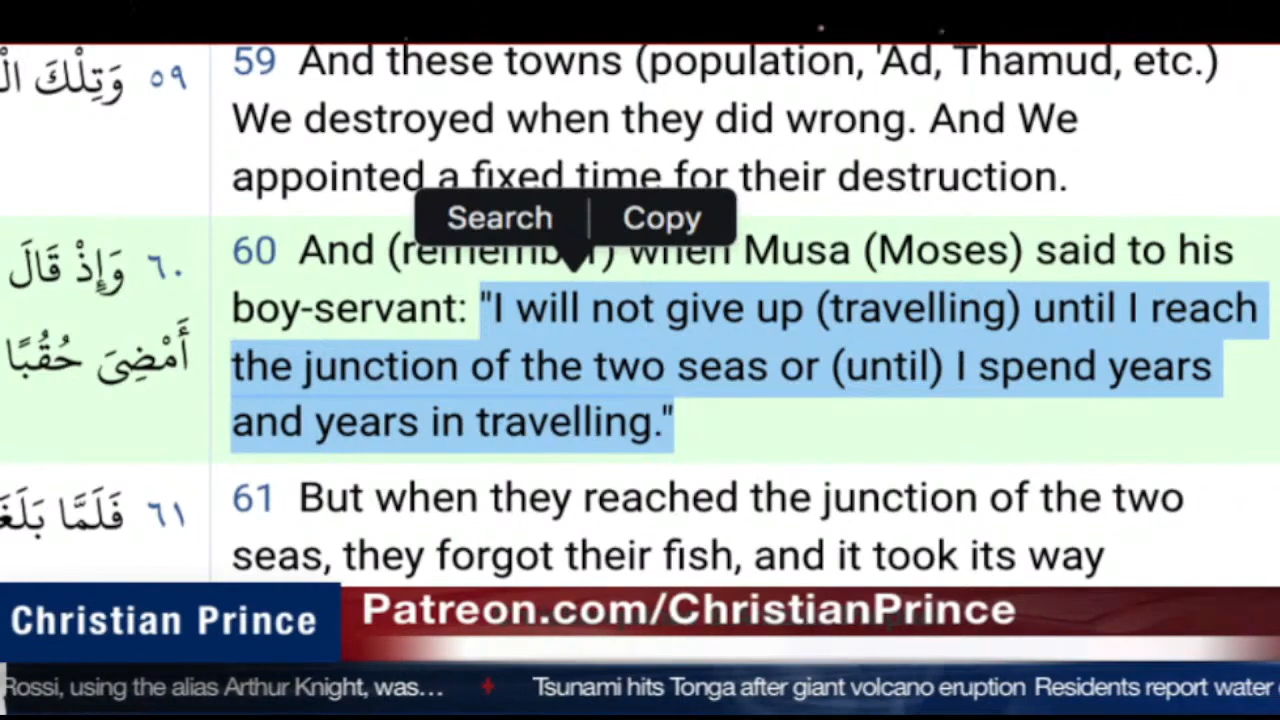 وَتِلْكَ ٥٩
59 And these towns (population, 'Ad, Thamud, etc.)
We destroyed when they did wrong. And We
appointed a fixed time for their destruction.
Search Copy
وَإِذْ قَالَ ٦٠
60 And (remember) when Musa (Moses) said to his
boy-servant: "I will not give up (travelling) until I reach
أَمْضِىَ حُقُبًا
the junction of the two seas or (until) I spend years
and years in travelling."
٦١
61 But when they reached the junction of the two
seas, they forgot their fish, and it took its way
Christian Prince
Patreon.com/ChristianPrince
Rossi, using the alias Arthur Knight, was... Tsunami hits Tonga after giant volcano eruption Residents report water